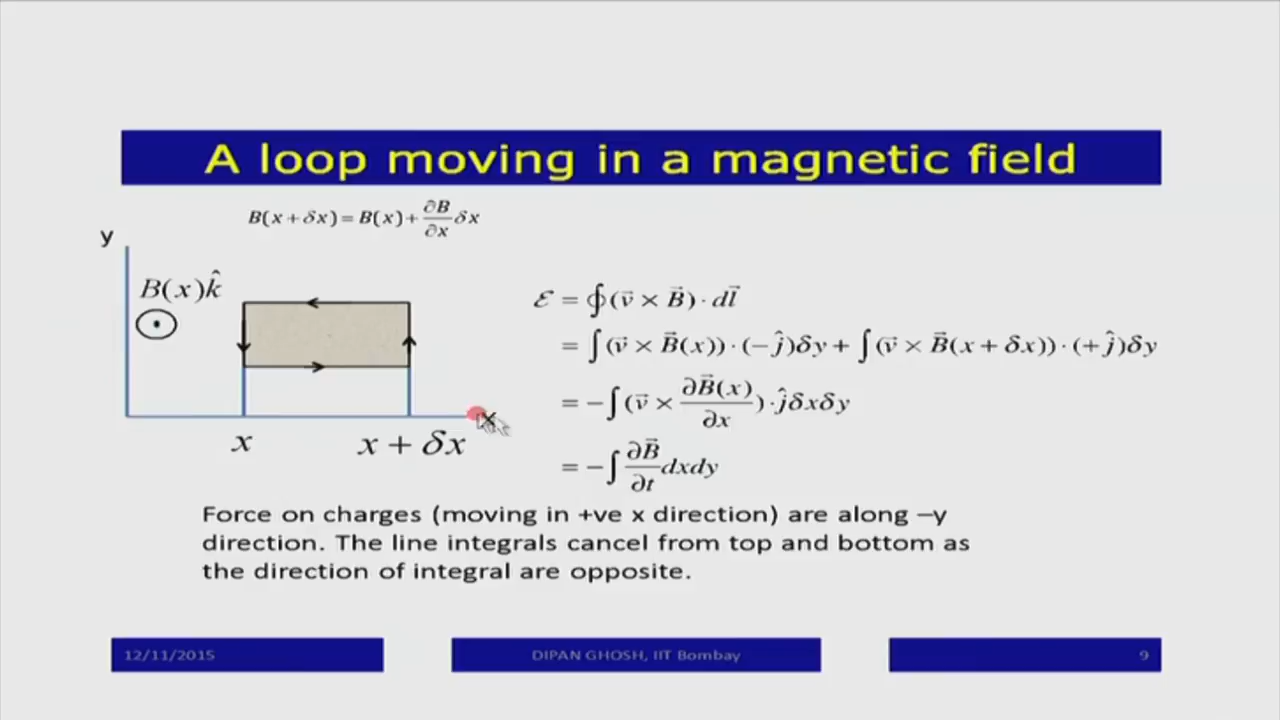 A loop moving in a magnetic field
B(x + δx) = B(x) + ∂B/∂x δx
y
B(x)k̂
x
x
x + δx
ℰ = ∮(v⃗ × B⃗) · dl⃗
= ∫(v⃗ × B⃗(x)) · (−ĵ)δy + ∫(v⃗ × B⃗(x + δx)) · (+ĵ)δy
= −∫(v⃗ × ∂B⃗(x)/∂x) · ĵδxδy
= −∫ ∂B⃗/∂t dxdy
Force on charges (moving in +ve x direction) are along –y
direction. The line integrals cancel from top and bottom as
the direction of integral are opposite.
12/11/2015
DIPAN GHOSH, IIT Bombay
9